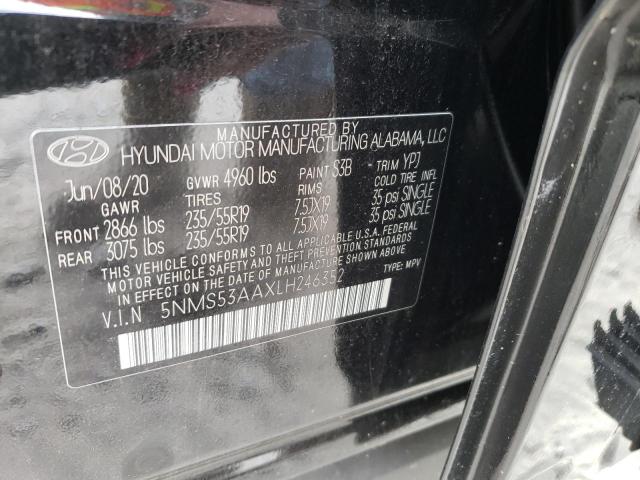 MANUFACTURED BY
HYUNDAI MOTOR MANUFACTURING ALABAMA, LLC
Jun/08/20 GVWR 4960 lbs PAINT S3B TRIM YPJ
GAWR TIRES RIMS COLD TIRE INFL
FRONT 2866 lbs 235/55R19 7.5JX19 35 psi SINGLE
REAR 3075 lbs 235/55R19 7.5JX19 35 psi SINGLE
THIS VEHICLE CONFORMS TO ALL APPLICABLE U.S.A. FEDERAL
MOTOR VEHICLE SAFETY AND THEFT PREVENTION STANDARDS
IN EFFECT ON THE DATE OF MANUFACTURE SHOWN ABOVE.
V.I.N 5NMS53AAXLH246352 TYPE: MPV